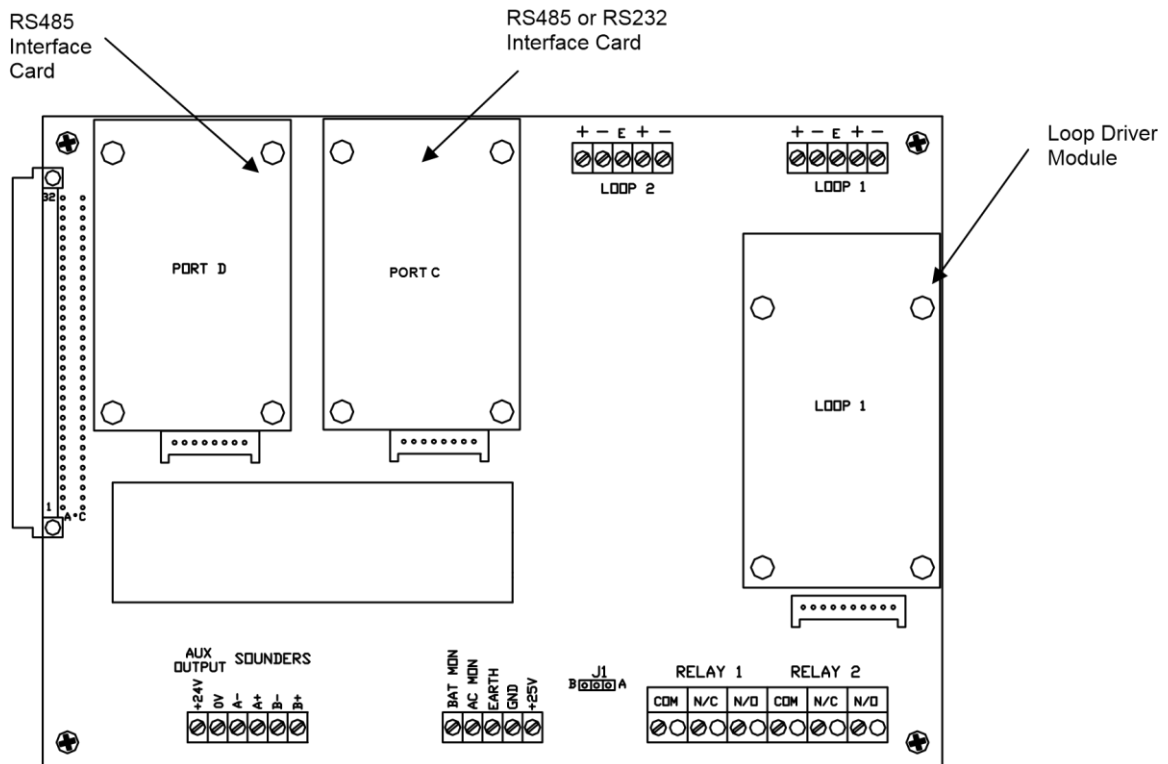 RS485
Interface
Card
RS485 or RS232
Interface Card
Loop Driver
Module
+ − E + −
LOOP 2
+ − E + −
LOOP 1
32
PORT D
PORT C
LOOP 1
1
A•C
AUX
OUTPUT
SOUNDERS
+24V
0V
A-
A+
B-
B+
BAT MON
AC MON
EARTH
GND
+25V
J1
B A
RELAY 1 RELAY 2
COM N/C N/O COM N/C N/O